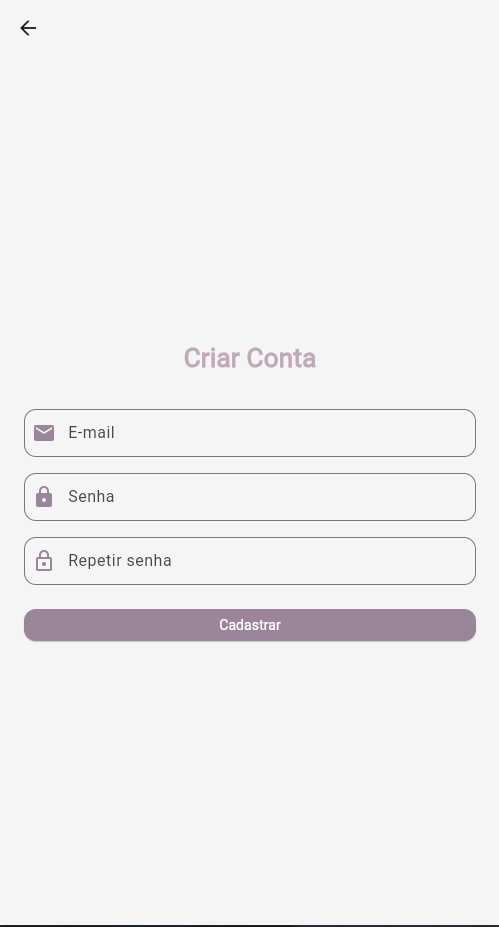 Criar Conta
E-mail
Senha
Repetir senha
Cadastrar